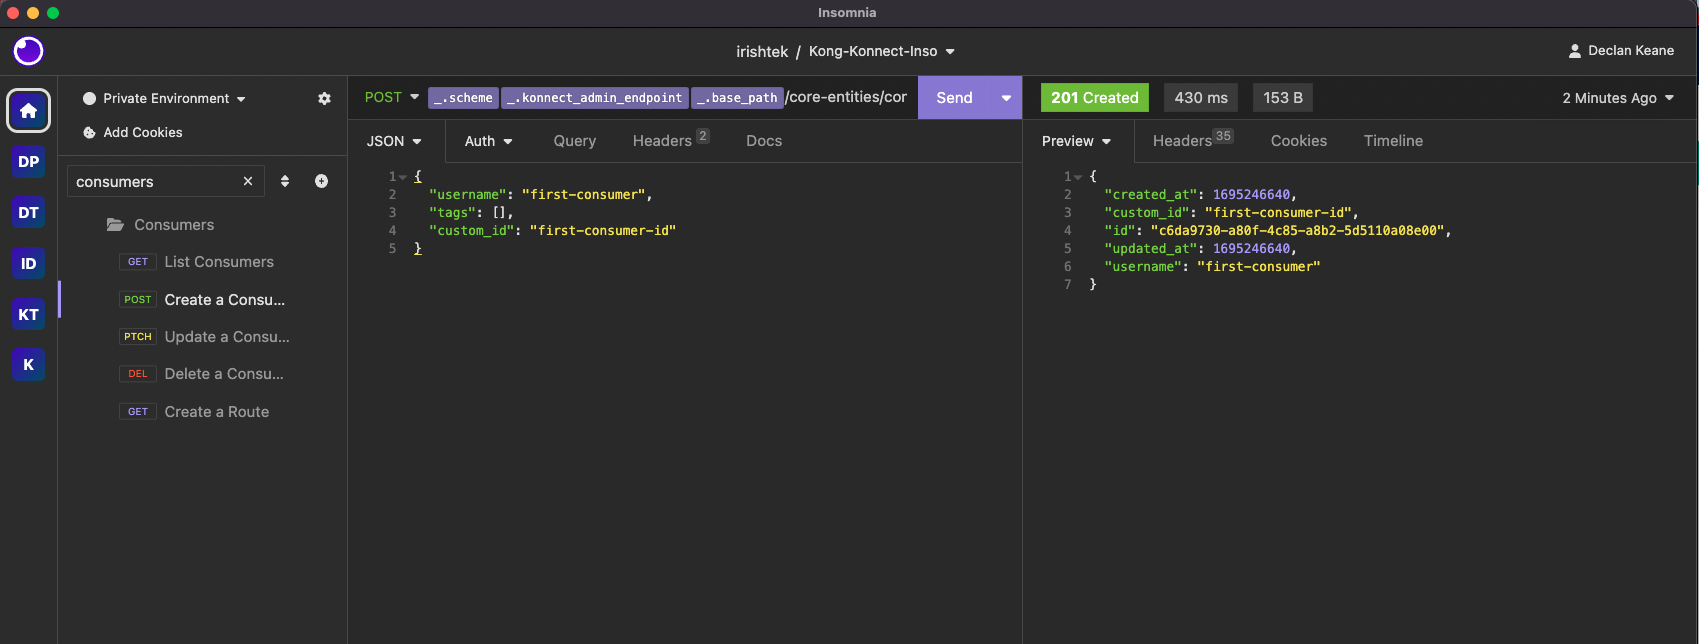 Insomnia
irishtek / Kong-Konnect-Inso
Declan Keane
DP
DT
ID
KT
K
Private Environment
Add Cookies
consumers
Consumers
GET List Consumers
POST Create a Consu...
PTCH Update a Consu...
DEL Delete a Consu...
GET Create a Route
POST _.scheme _.konnect_admin_endpoint _.base_path /core-entities/cor Send
JSON Auth Query Headers 2 Docs
1 {
2 "username": "first-consumer",
3 "tags": [],
4 "custom_id": "first-consumer-id"
5 }
201 Created 430 ms 153 B 2 Minutes Ago
Preview Headers 35 Cookies Timeline
1 {
2 "created_at": 1695246640,
3 "custom_id": "first-consumer-id",
4 "id": "c6da9730-a80f-4c85-a8b2-5d5110a08e00",
5 "updated_at": 1695246640,
6 "username": "first-consumer"
7 }